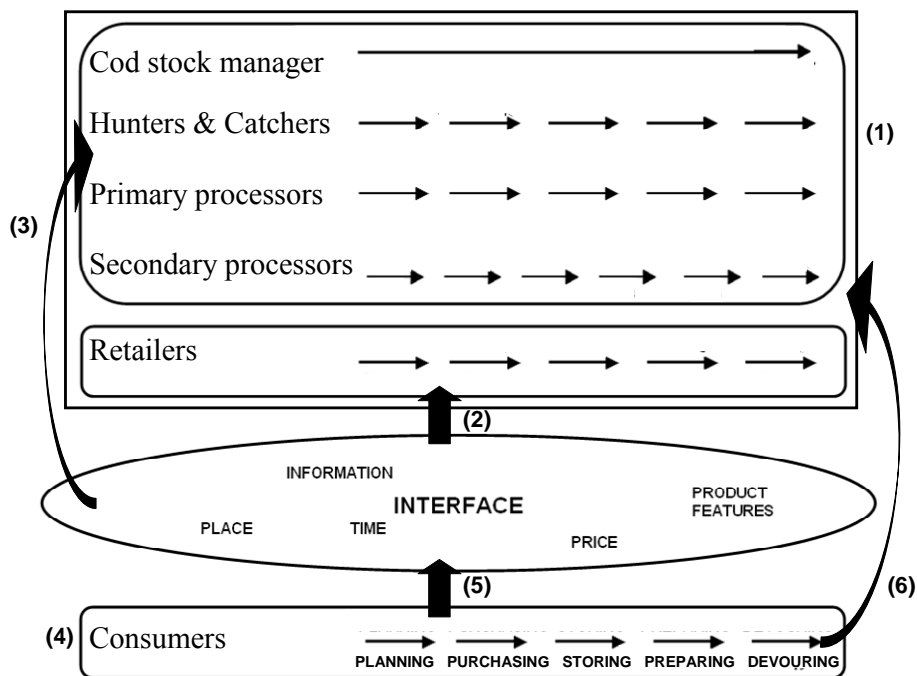 Cod stock manager
Hunters & Catchers
(1)
Primary processors
(3)
Secondary processors
Retailers
(2)
INFORMATION
INTERFACE
PRODUCT
FEATURES
PLACE
TIME
PRICE
(5)
(6)
(4)
Consumers
PLANNING PURCHASING STORING PREPARING DEVOURING